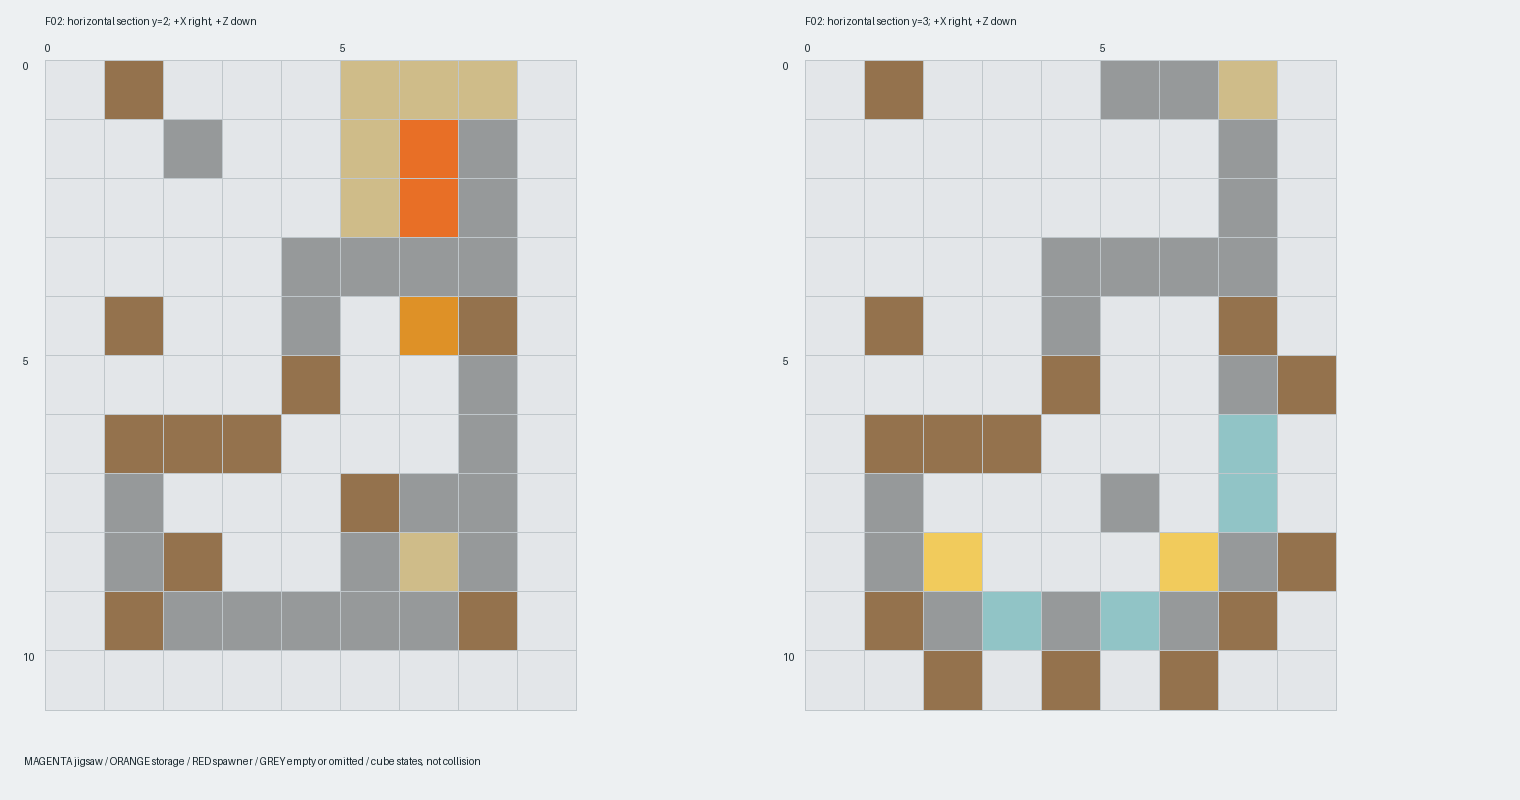 F02: horizontal section y=2; +X right, +Z down
F02: horizontal section y=3; +X right, +Z down
0 5
0 5
0
0
5
5
10
10
MAGENTA jigsaw / ORANGE storage / RED spawner / GREY empty or omitted / cube states, not collision